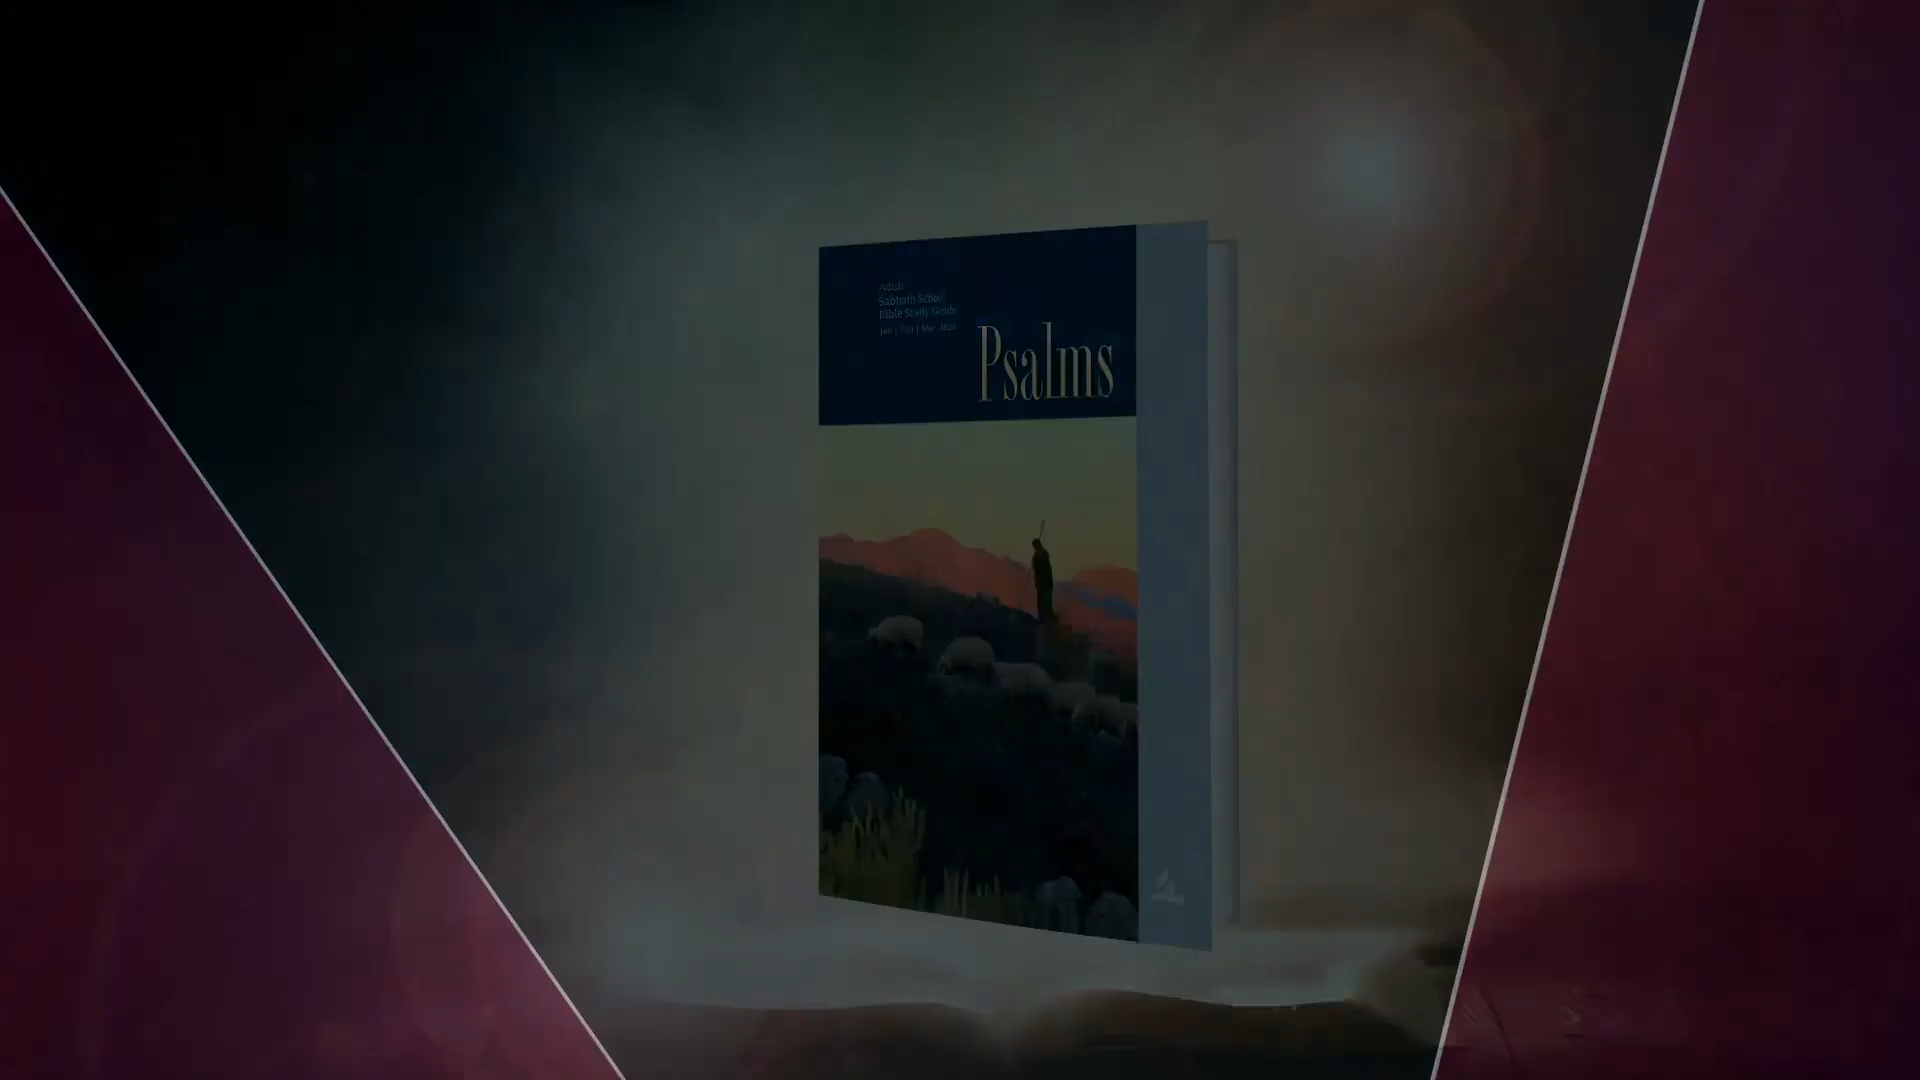 Adult
Sabbath School
Bible Study Guide
Jan | Feb | Mar 2024
Psalms